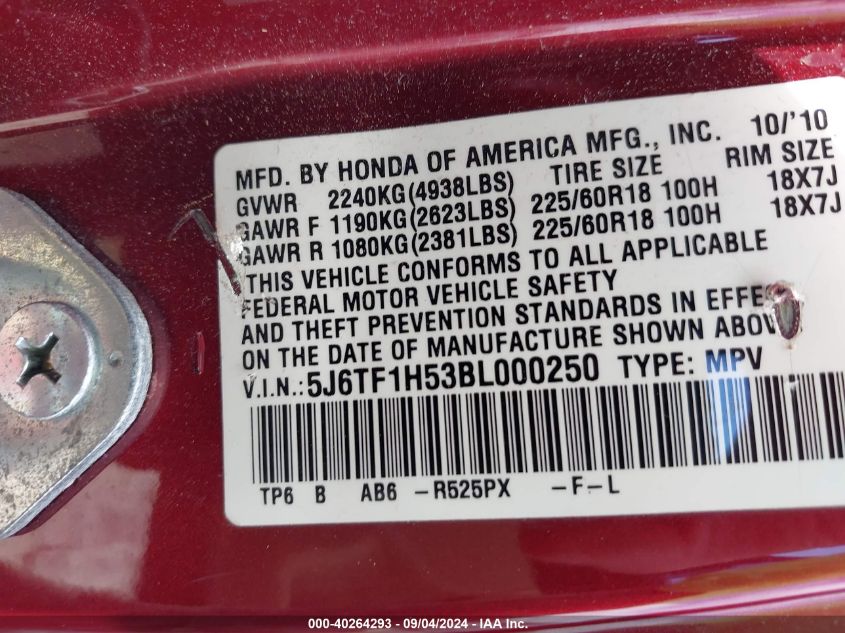 MFD. BY HONDA OF AMERICA MFG., INC. 10/'10
GVWR 2240KG(4938LBS) TIRE SIZE RIM SIZE
GAWR F 1190KG(2623LBS) 225/60R18 100H 18X7J
GAWR R 1080KG(2381LBS) 225/60R18 100H 18X7J
THIS VEHICLE CONFORMS TO ALL APPLICABLE
FEDERAL MOTOR VEHICLE SAFETY
AND THEFT PREVENTION STANDARDS IN EFFE
ON THE DATE OF MANUFACTURE SHOWN ABOV
V.I.N.: 5J6TF1H53BL000250 TYPE: MPV
TP6 B AB6 -R525PX -F-L
000-40264293 - 09/04/2024 - IAA Inc.